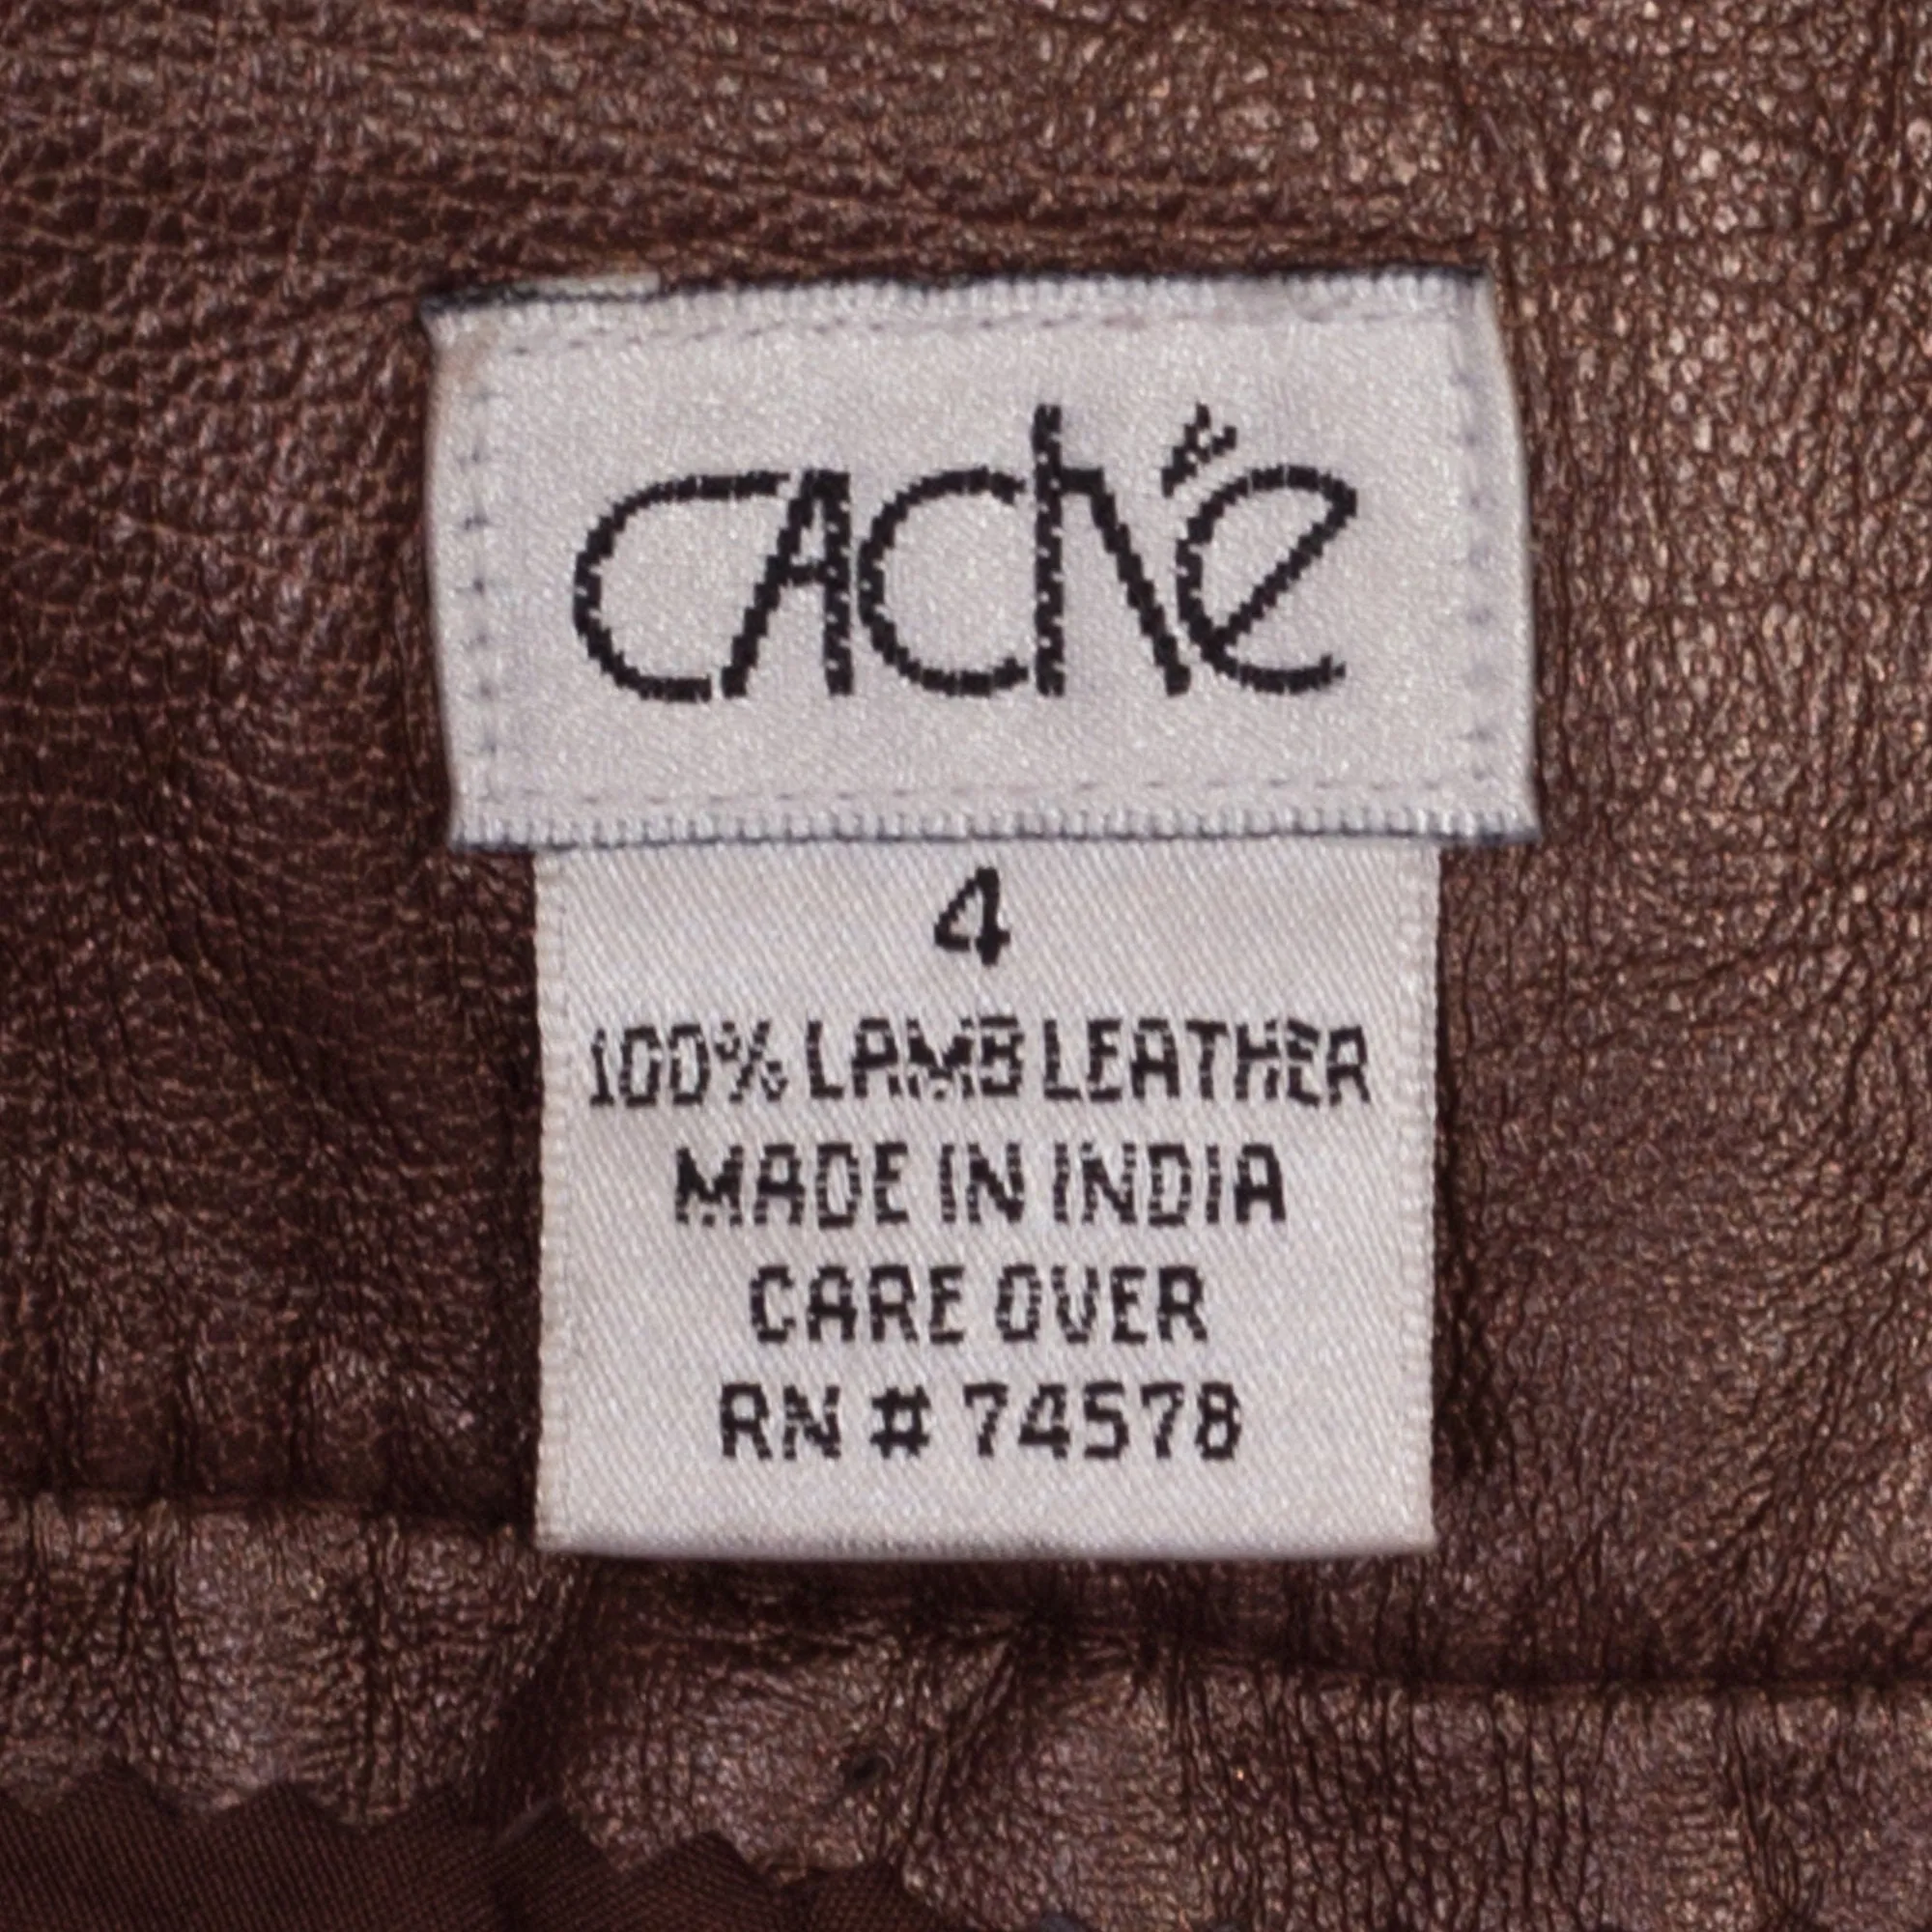 Caché
4
100% LAMB LEATHER
MADE IN INDIA
CARE OVER
RN # 74578